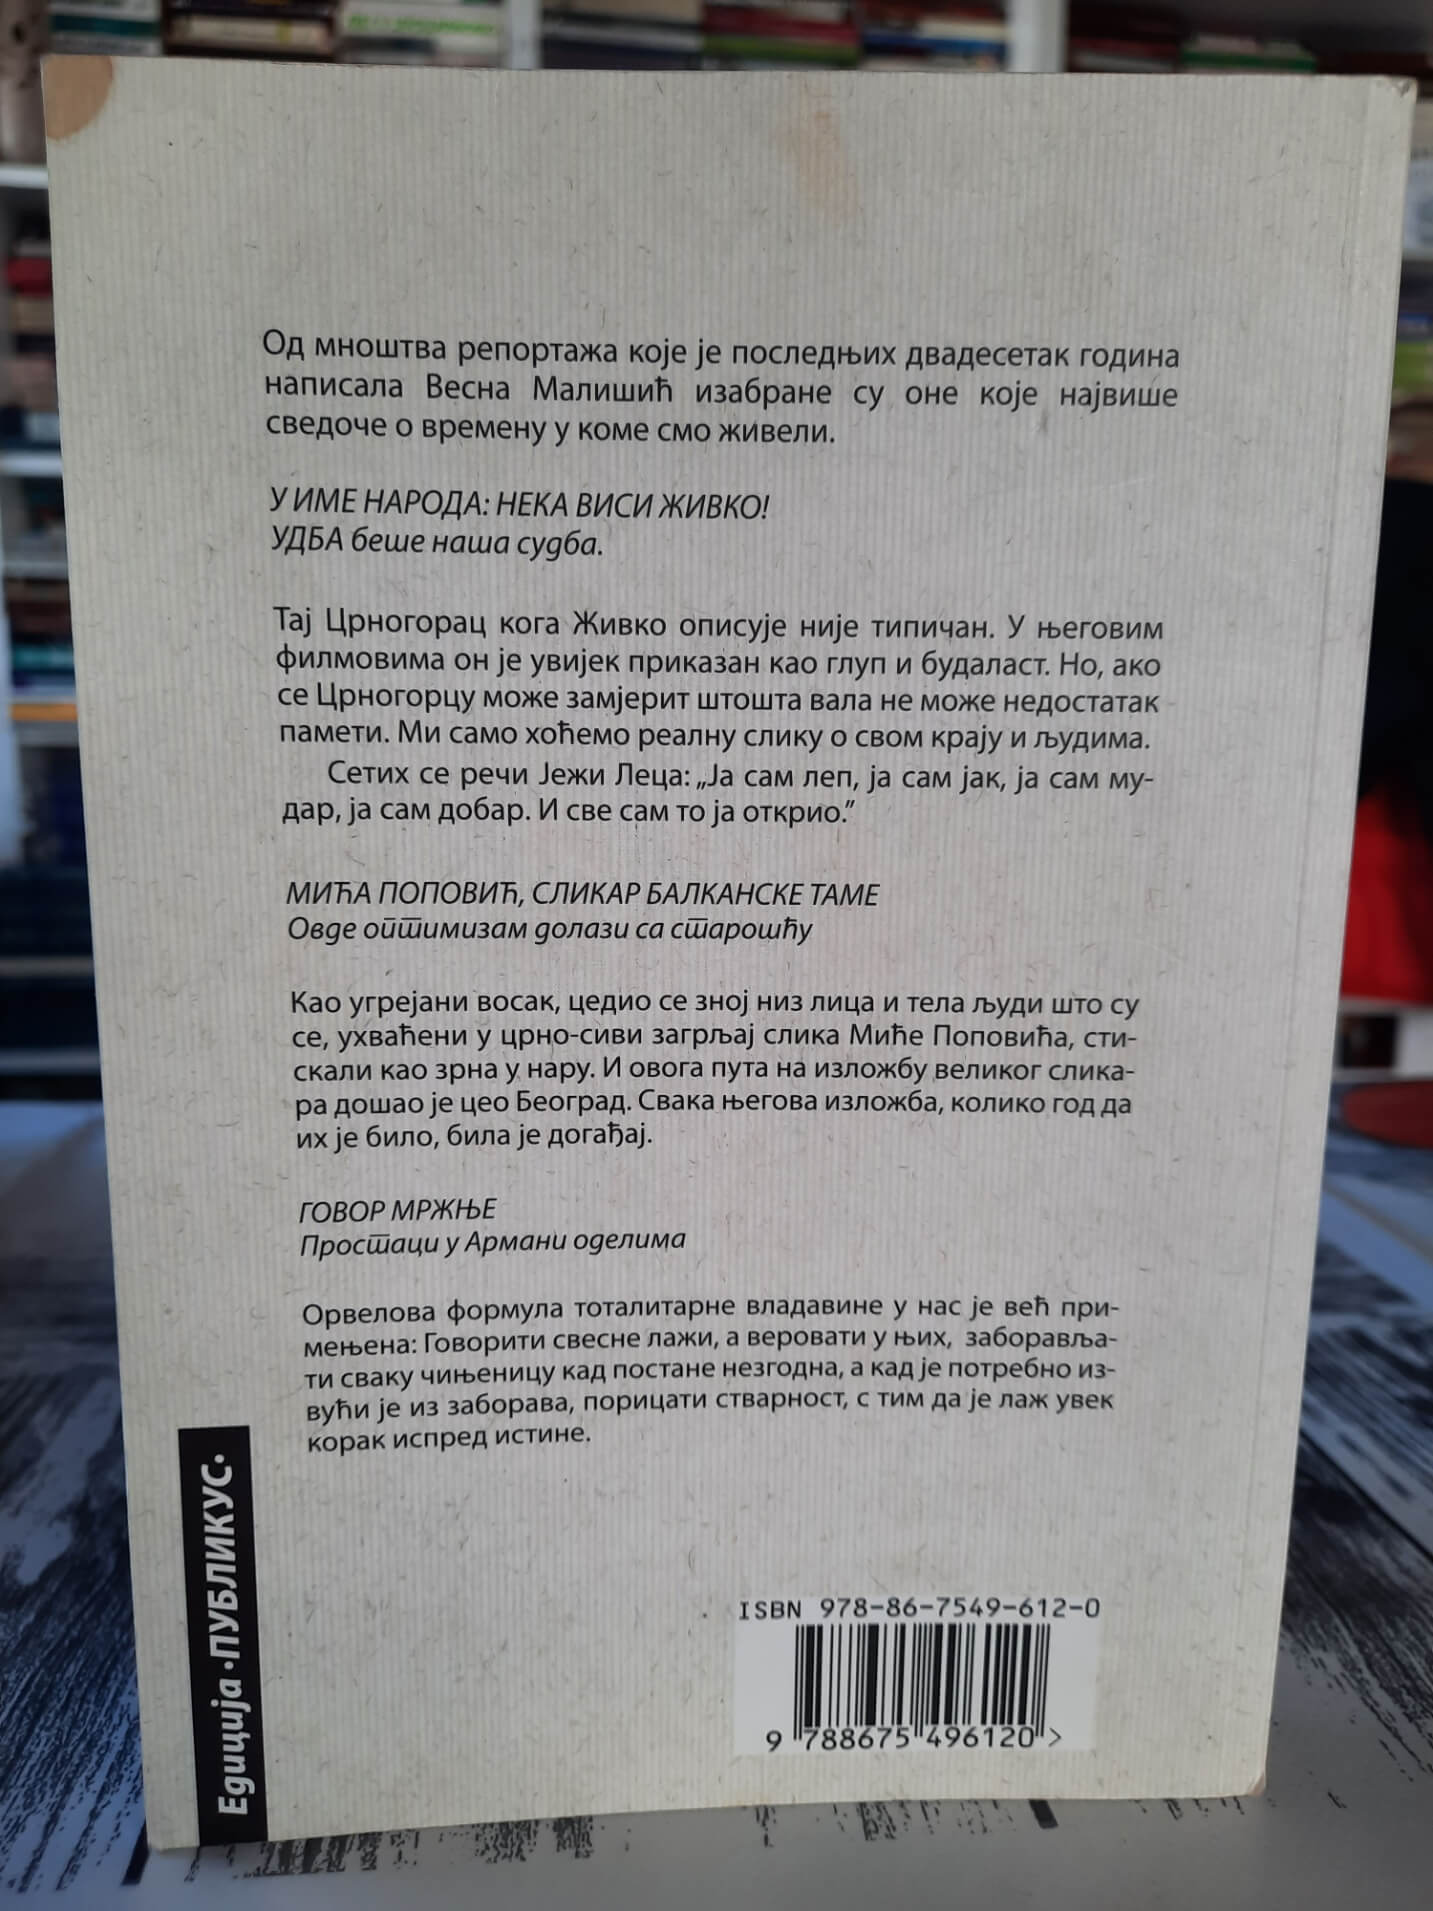 Од мноштва репортажа које је последњих двадесетак година
написала Весна Малишић изабране су оне које највише
сведоче о времену у коме смо живели.
У ИМЕ НАРОДА: НЕКА ВИСИ ЖИВКО!
УДБА беше наша судба.
Тај Црногорац кога Живко описује није типичан. У његовим
филмовима он је увијек приказан као глуп и будаласт. Но, ако
се Црногорцу може замјерит штошта вала не може недостатак
памети. Ми само хоћемо реалну слику о свом крају и људима.
Сетих се речи Јежи Леца: „Ја сам леп, ја сам јак, ја сам му-
дар, ја сам добар. И све сам то ја открио.”
МИЋА ПОПОВИЋ, СЛИКАР БАЛКАНСКЕ ТАМЕ
Овде оптимизам долази са старошћу
Као угрејани восак, цедио се зној низ лица и тела људи што су
се, ухваћени у црно-сиви загрљај слика Миће Поповића, сти-
скали као зрна у нару. И овога пута на изложбу великог слика-
ра дошао је цео Београд. Свака његова изложба, колико год да
их је било, била је догађај.
ГОВОР МРЖЊЕ
Простаци у Армани оделима
Орвелова формула тоталитарне владавине у нас је већ при-
мењена: Говорити свесне лажи, а веровати у њих, заборавља-
ти сваку чињеницу кад постане незгодна, а кад је потребно из-
вући је из заборава, порицати стварност, с тим да је лаж увек
корак испред истине.
Едиција ·ПУБЛИКУС·
ISBN 978-86-7549-612-0
9 788675 496120 >